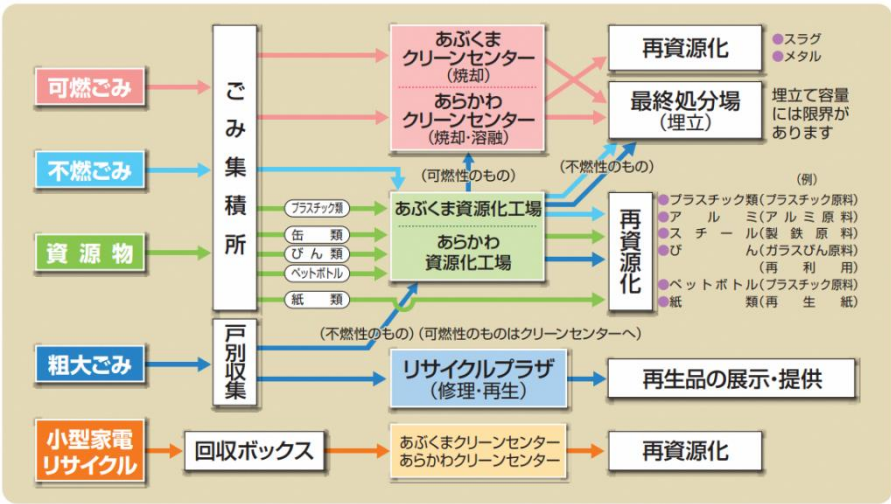 可燃ごみ
不燃ごみ
資源物
粗大ごみ
小型家電
リサイクル
ごみ集積所
戸別収集
回収ボックス
プラスチック類
缶類
びん類
ペットボトル
紙類
あぶくま
クリーンセンター
(焼却)
あらかわ
クリーンセンター
(焼却・溶融)
(可燃性のもの)
(不燃性のもの)
あぶくま資源化工場
あらかわ
資源化工場
(不燃性のもの)(可燃性のものはクリーンセンターへ)
リサイクルプラザ
(修理・再生)
あぶくまクリーンセンター
あらかわクリーンセンター
再資源化
●スラグ
●メタル
最終処分場
(埋立)
埋立て容量
には限界が
あります
再資源化
(例)
●プラスチック類(プラスチック原料)
●アルミ(アルミ原料)
●スチール(製鉄原料)
●びん(ガラスびん原料)
(再利用)
●ペットボトル(プラスチック原料)
●紙類(再生紙)
再生品の展示・提供
再資源化